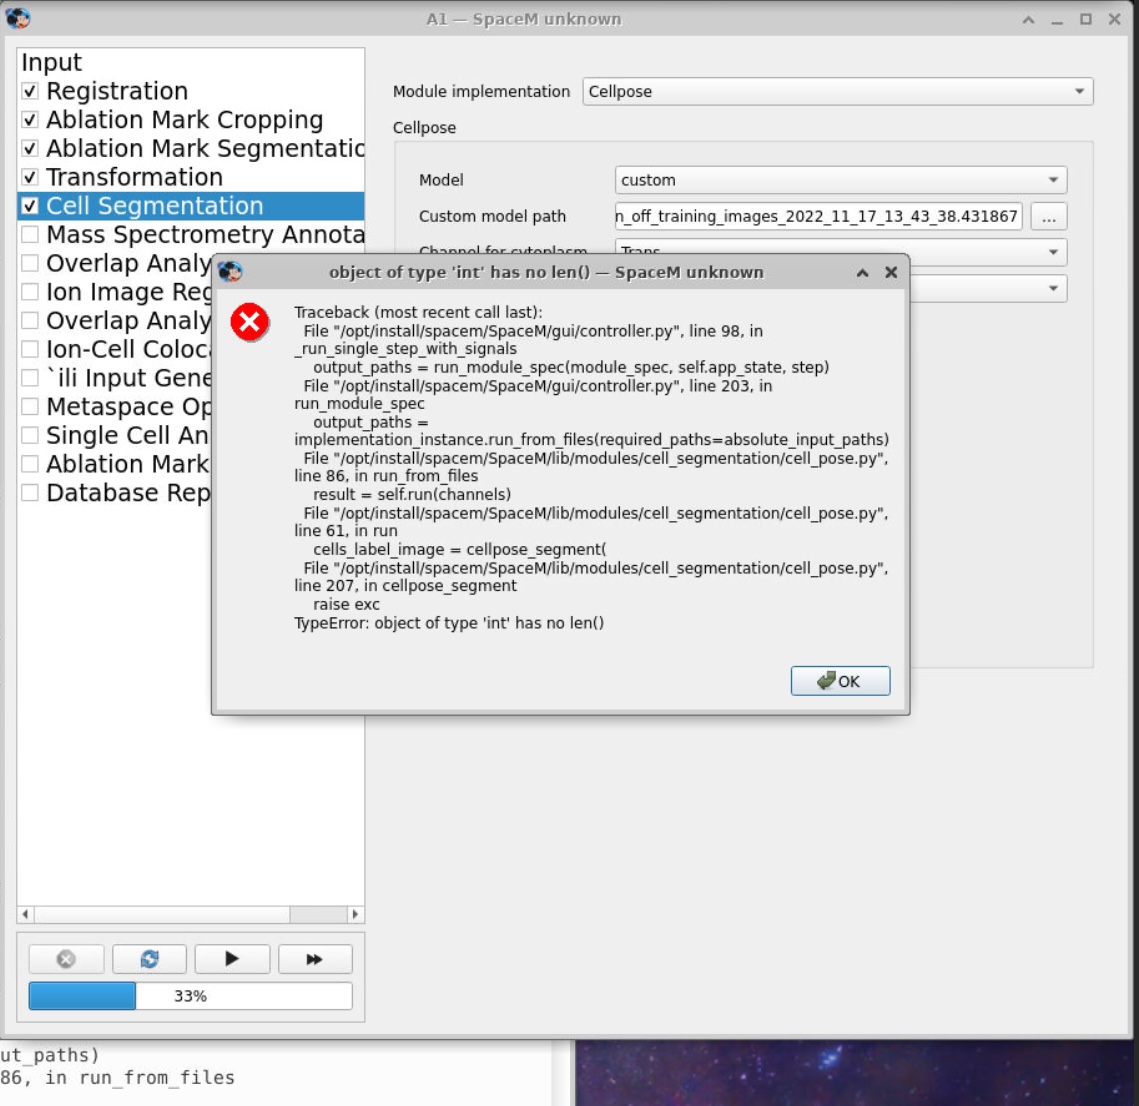 A1 — SpaceM unknown
Input
Registration
Ablation Mark Cropping
Ablation Mark Segmentatio
Transformation
Cell Segmentation
Mass Spectrometry Annota
Overlap Analy
Ion Image Reg
Overlap Analy
Ion-Cell Coloc
`ili Input Gene
Metaspace Op
Single Cell An
Ablation Mark
Database Rep
33%
Module implementation Cellpose
Cellpose
Model custom
Custom model path n_off_training_images_2022_11_17_13_43_38.431867 ...
Channel for cytoplasm Trans
object of type 'int' has no len() — SpaceM unknown
Traceback (most recent call last):
File "/opt/install/spacem/SpaceM/gui/controller.py", line 98, in
_run_single_step_with_signals
output_paths = run_module_spec(module_spec, self.app_state, step)
File "/opt/install/spacem/SpaceM/gui/controller.py", line 203, in
run_module_spec
output_paths =
implementation_instance.run_from_files(required_paths=absolute_input_paths)
File "/opt/install/spacem/SpaceM/lib/modules/cell_segmentation/cell_pose.py",
line 86, in run_from_files
result = self.run(channels)
File "/opt/install/spacem/SpaceM/lib/modules/cell_segmentation/cell_pose.py",
line 61, in run
cells_label_image = cellpose_segment(
File "/opt/install/spacem/SpaceM/lib/modules/cell_segmentation/cell_pose.py",
line 207, in cellpose_segment
raise exc
TypeError: object of type 'int' has no len()
OK
ut_paths)
86, in run_from_files